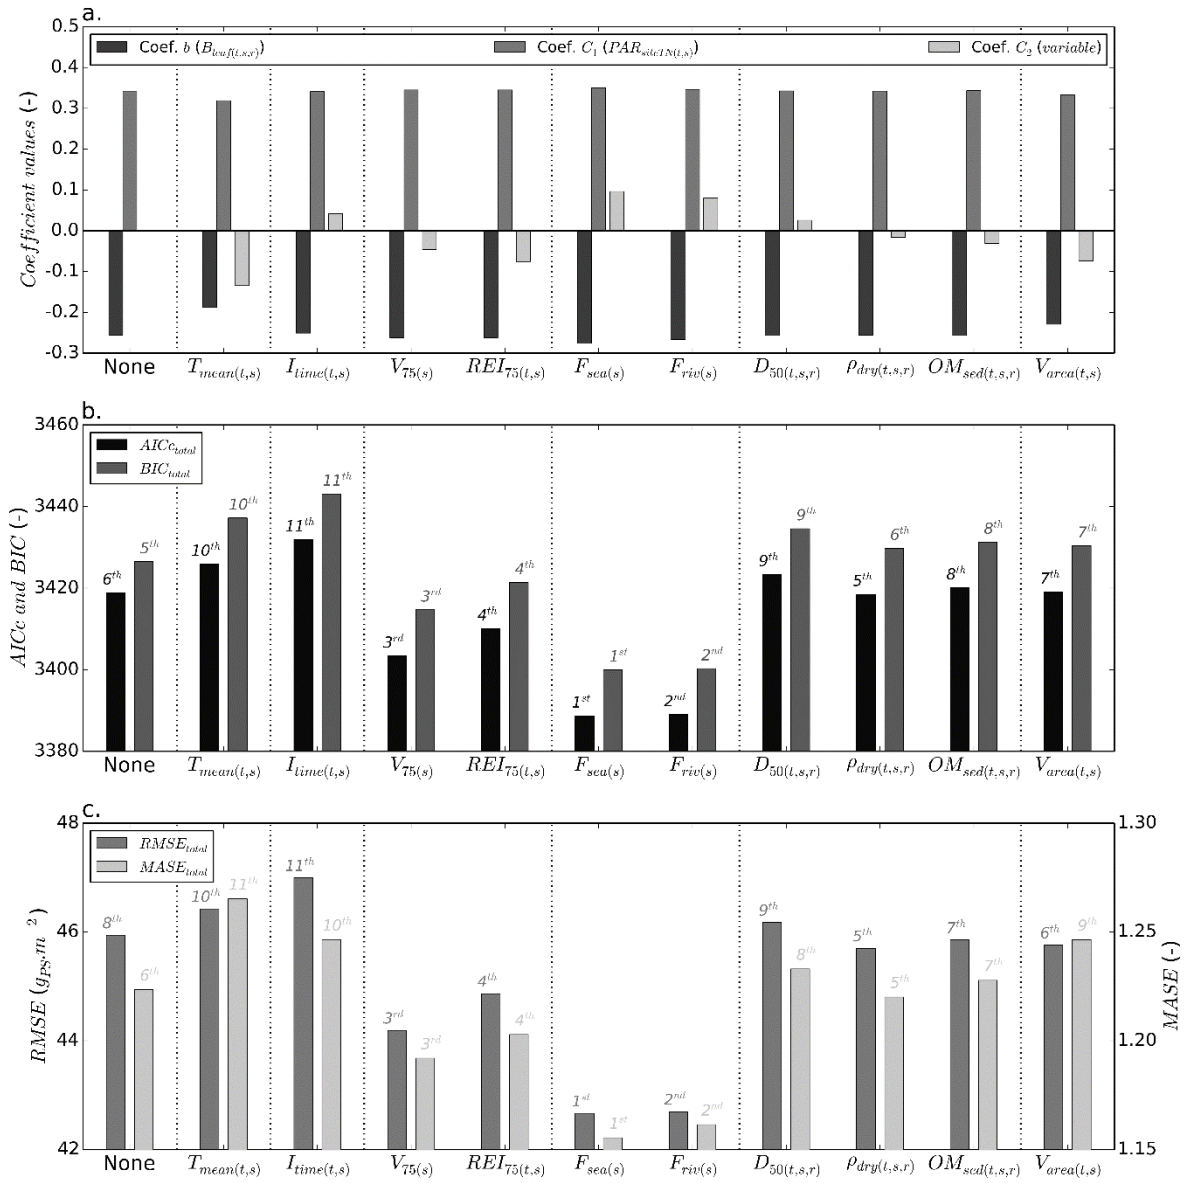 a.
0.5
0.4
0.3
0.2
0.1
0.0
-0.1
-0.2
-0.3
Coefficient values (-)
Coef. b (B_leaf(t,s,r))
Coef. C_1 (PAR_siteIN(t,s))
Coef. C_2 (variable)
None T_mean(t,s) I_time(t,s) V_75(s) REI_75(t,s) F_sea(s) F_riv(s) D_50(t,s,r) ρ_dry(t,s,r) OM_sed(t,s,r) V_area(t,s)
b.
3460
3440
3420
3400
3380
AICc and BIC (-)
AICc_total
BIC_total
6th 5th 10th 10th 11th 11th 3rd 3rd 4th 4th 1st 1st 2nd 2nd 9th 9th 5th 6th 8th 8th 7th 7th
None T_mean(t,s) I_time(t,s) V_75(s) REI_75(t,s) F_sea(s) F_riv(s) D_50(t,s,r) ρ_dry(t,s,r) OM_sed(t,s,r) V_area(t,s)
c.
48
46
44
42
RMSE (g_PS.m 2)
RMSE_total
MASE_total
8th 6th 10th 11th 11th 10th 3rd 3rd 4th 4th 1st 1st 2nd 2nd 9th 8th 5th 5th 7th 7th 6th 9th
1.30
1.25
1.20
1.15
MASE (-)
None T_mean(t,s) I_time(t,s) V_75(s) REI_75(t,s) F_sea(s) F_riv(s) D_50(t,s,r) ρ_dry(t,s,r) OM_sed(t,s,r) V_area(t,s)